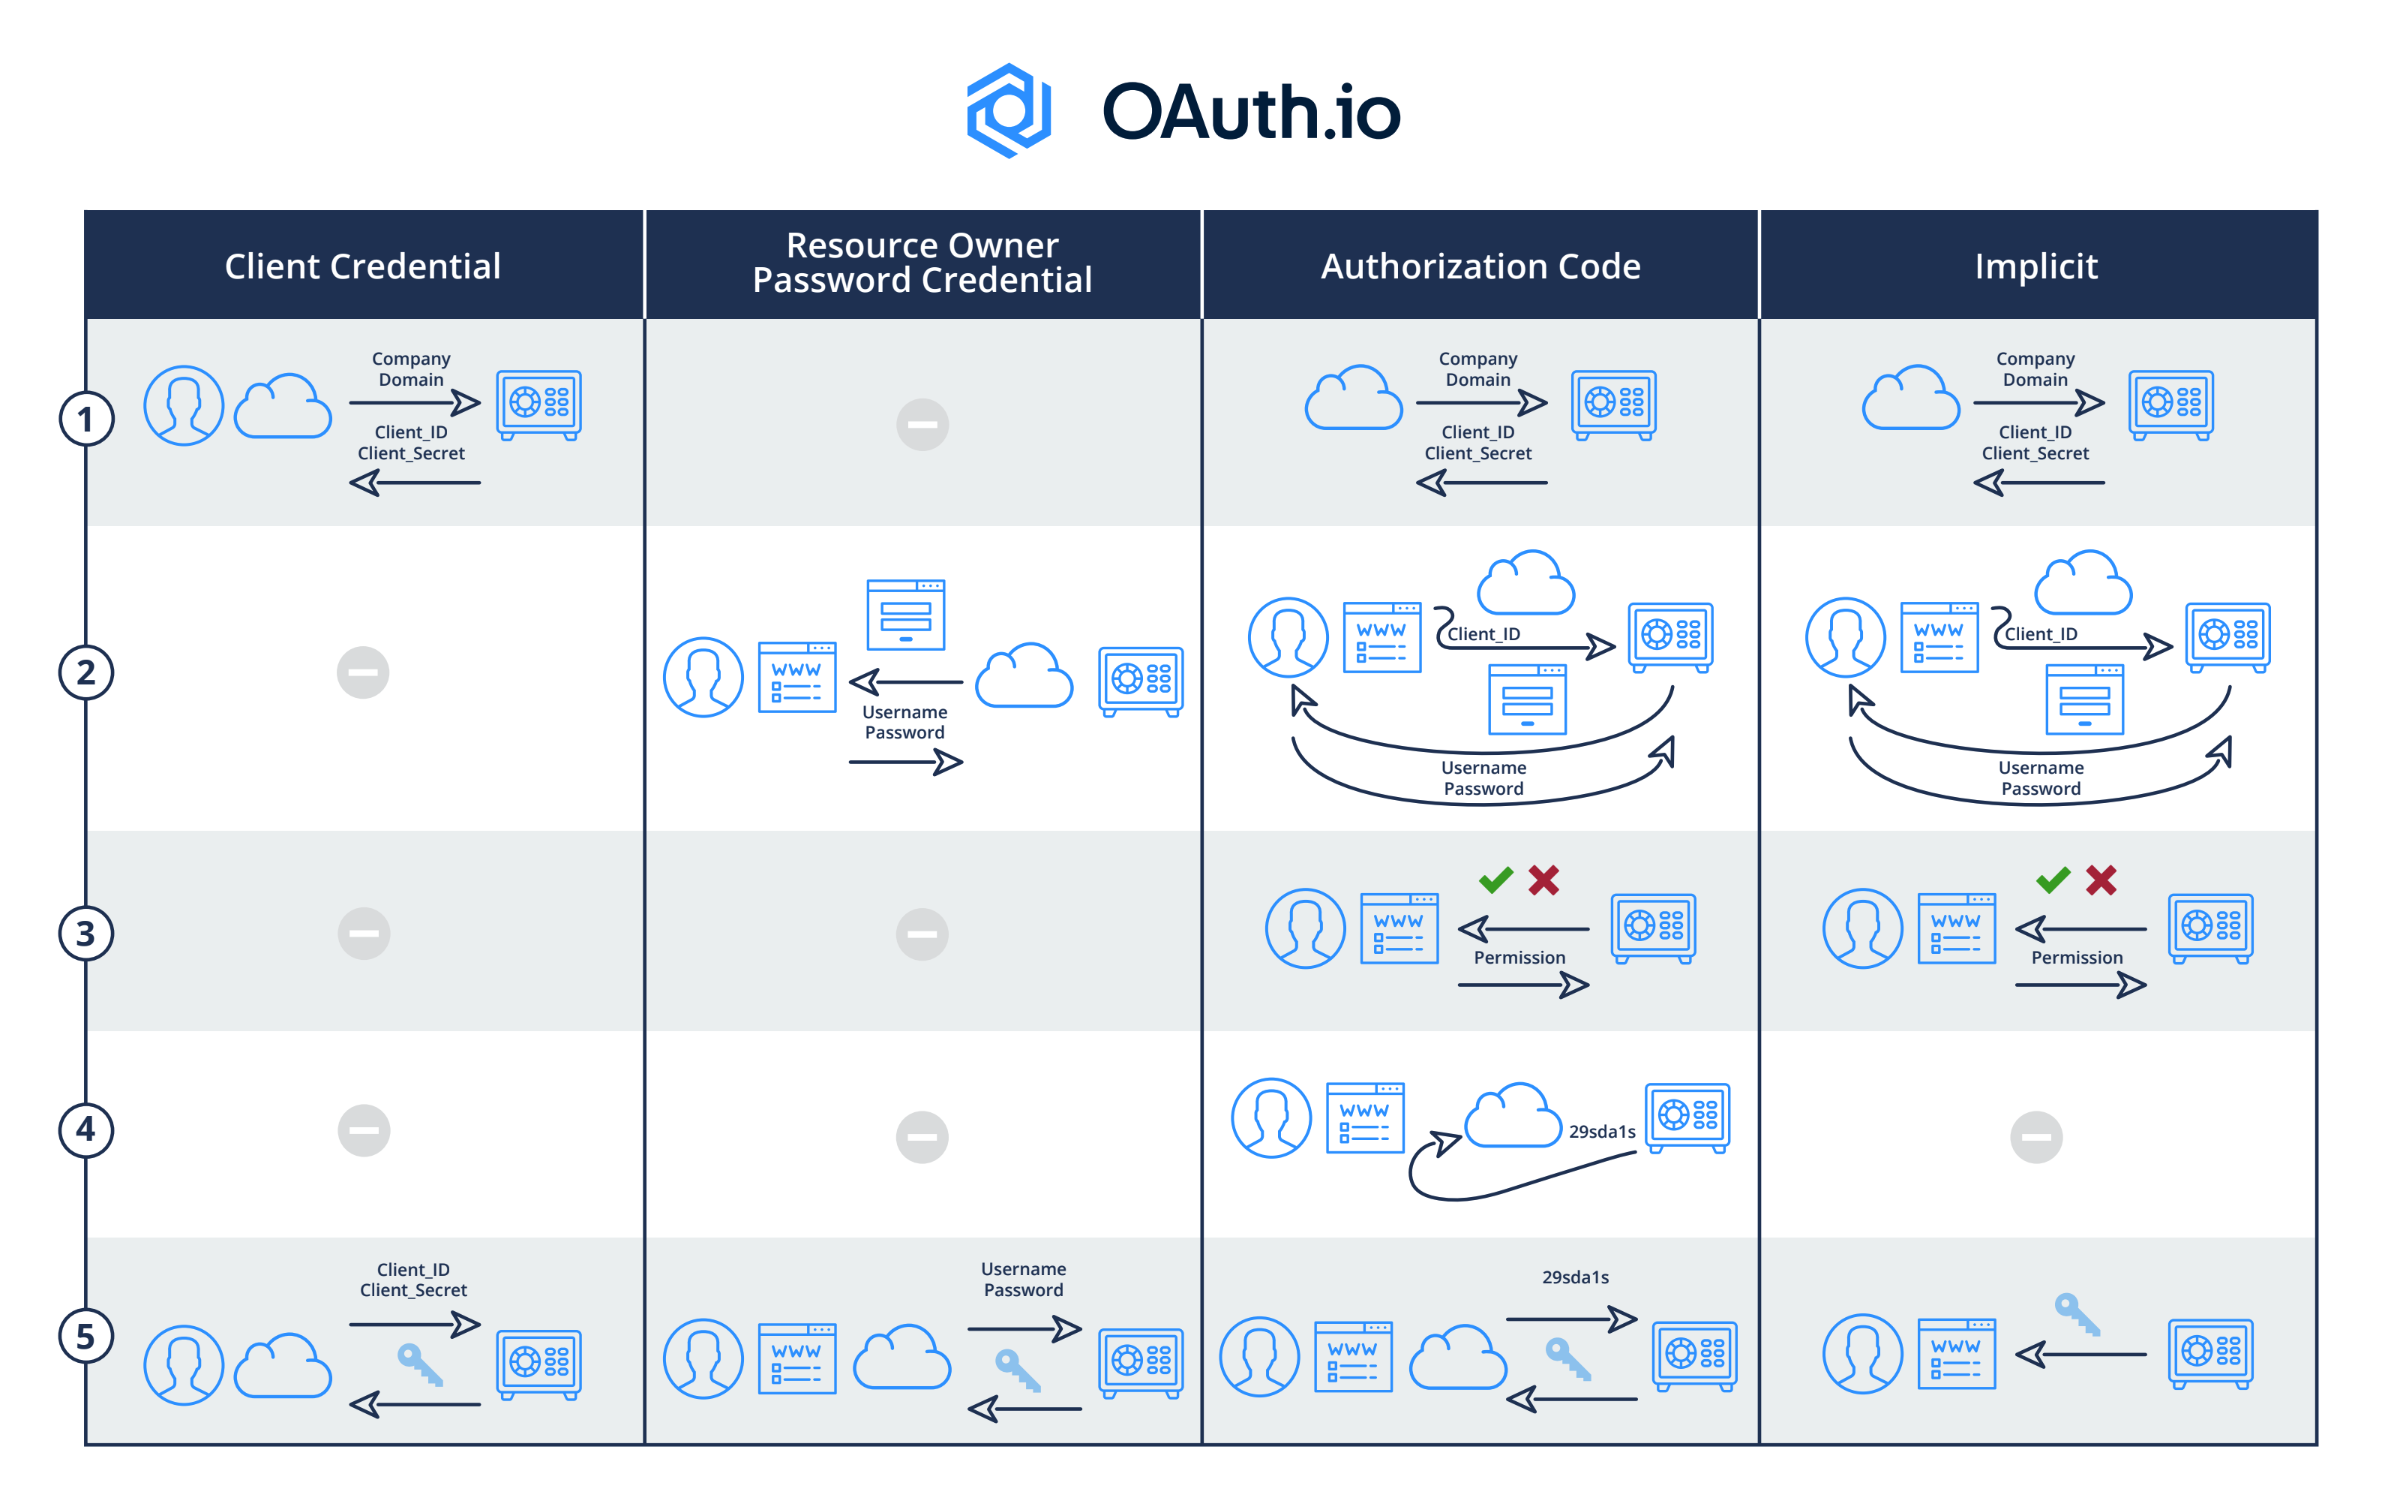 OAuth.io
Client Credential
Resource Owner
Password Credential
Authorization Code
Implicit
1
Company
Domain
Client_ID
Client_Secret
Company
Domain
Client_ID
Client_Secret
Company
Domain
Client_ID
Client_Secret
2
WWW
Username
Password
WWW
Client_ID
Username
Password
WWW
Client_ID
Username
Password
3
WWW
Permission
WWW
Permission
4
WWW
29sda1s
5
Client_ID
Client_Secret
WWW
Username
Password
WWW
29sda1s
WWW